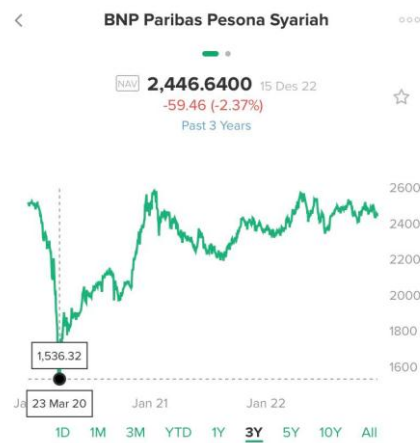 BNP Paribas Pesona Syariah
NAV 2,446.6400 15 Des 22
-59.46 (-2.37%)
Past 3 Years
2600
2400
2200
2000
1800
1600
1,536.32
Ja
23 Mar 20
Jan 21
Jan 22
1D 1M 3M YTD 1Y 3Y 5Y 10Y All